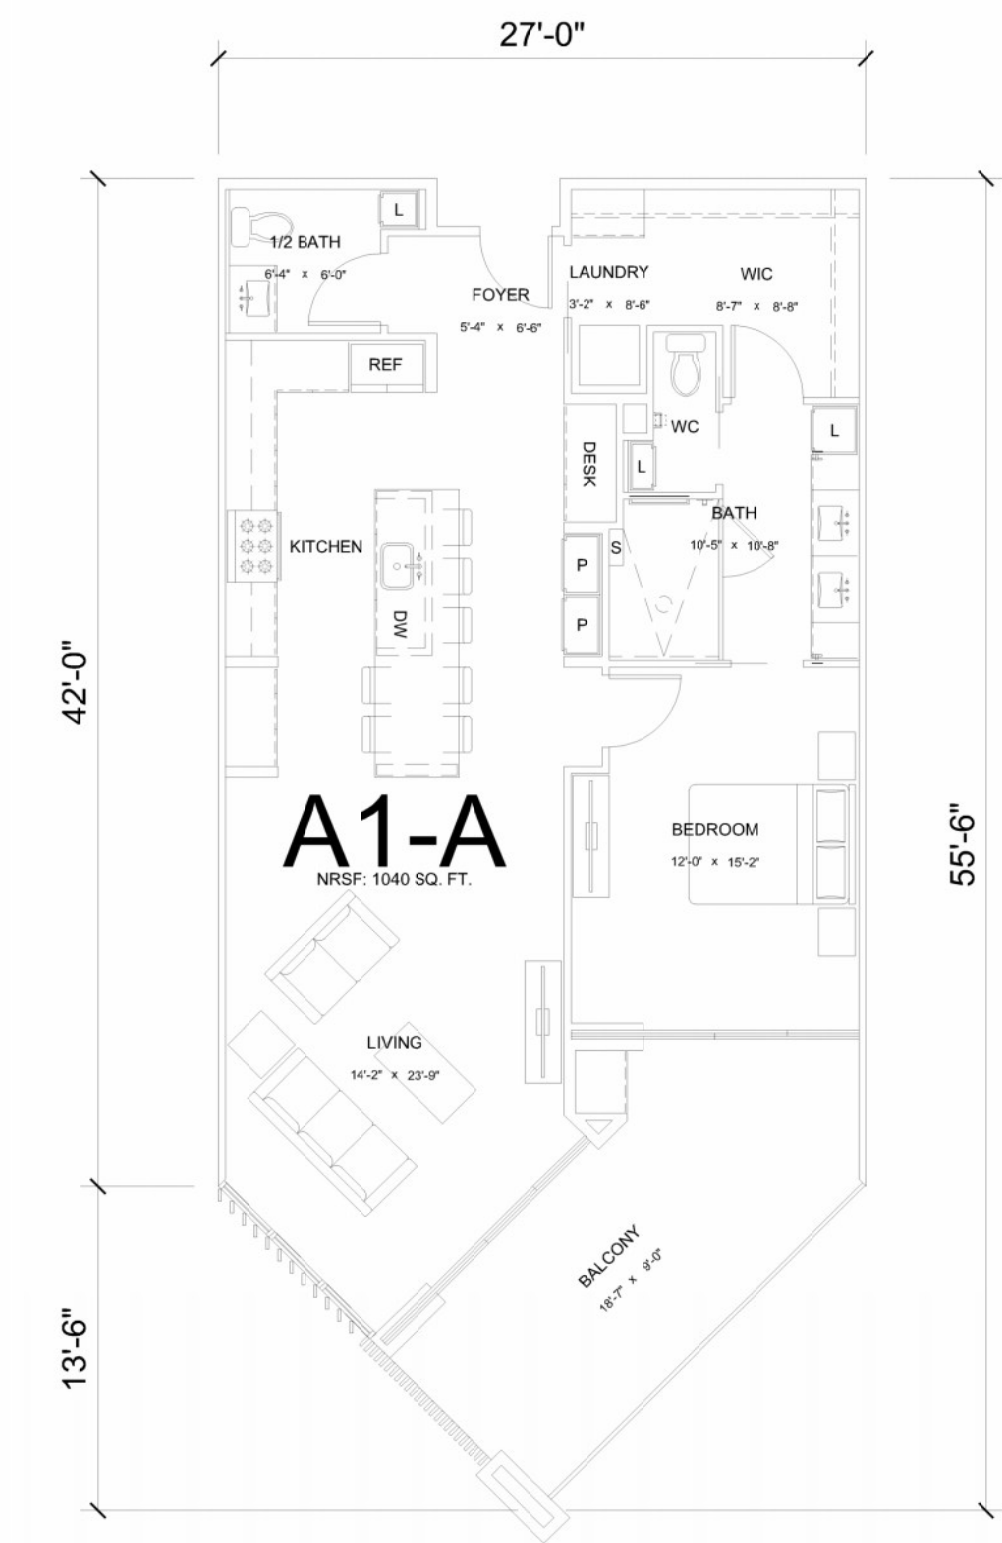 27'-0"
L
1/2 BATH
6'-4" x 6'-0"
FOYER
5'-4" x 6'-6"
LAUNDRY
3'-2" x 8'-6"
WIC
8'-7" x 8'-8"
REF
WC
L
L
DESK
KITCHEN
BATH
10'-5" x 10'-8"
S
P
P
DW
42'-0"
A1-A
NRSF: 1040 SQ. FT.
BEDROOM
12'-0" x 15'-2"
55'-6"
LIVING
14'-2" x 23'-9"
BALCONY
18'-7" x 9'-0"
13'-6"